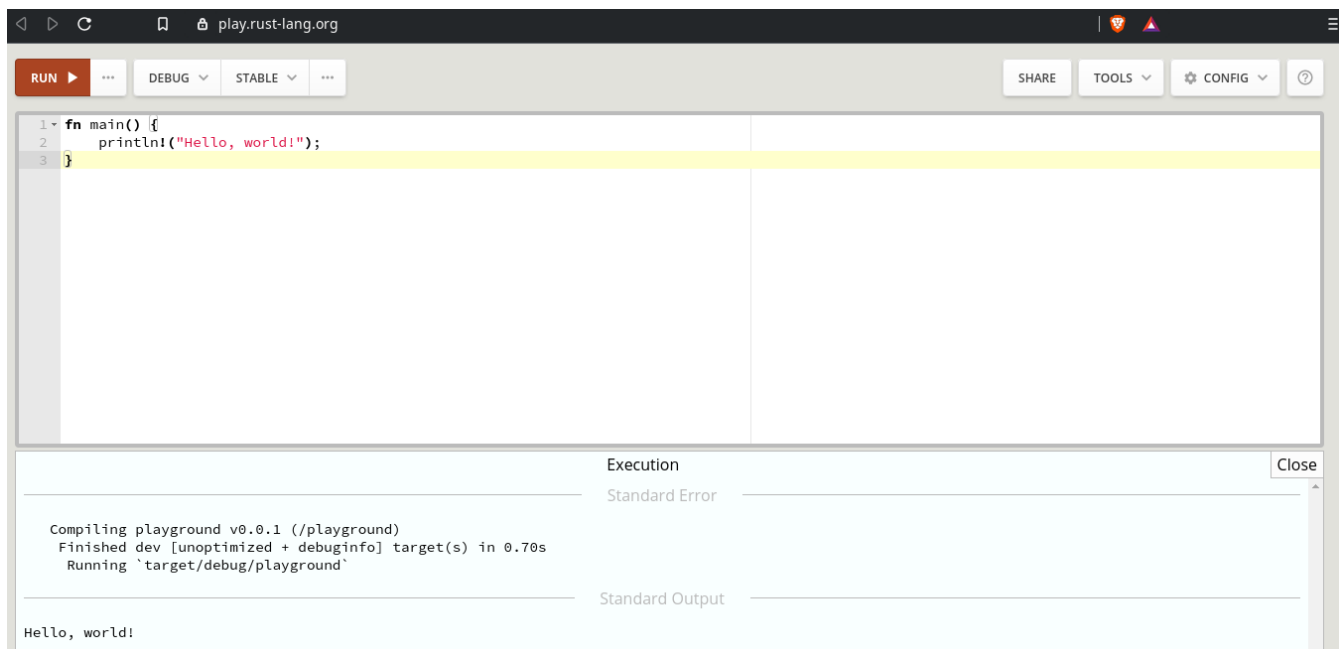 play.rust-lang.org
RUN ··· DEBUG STABLE ··· SHARE TOOLS CONFIG ?
1 fn main() {
2     println!("Hello, world!");
3 }
Execution Close
Standard Error
   Compiling playground v0.0.1 (/playground)
    Finished dev [unoptimized + debuginfo] target(s) in 0.70s
     Running `target/debug/playground`
Standard Output
Hello, world!